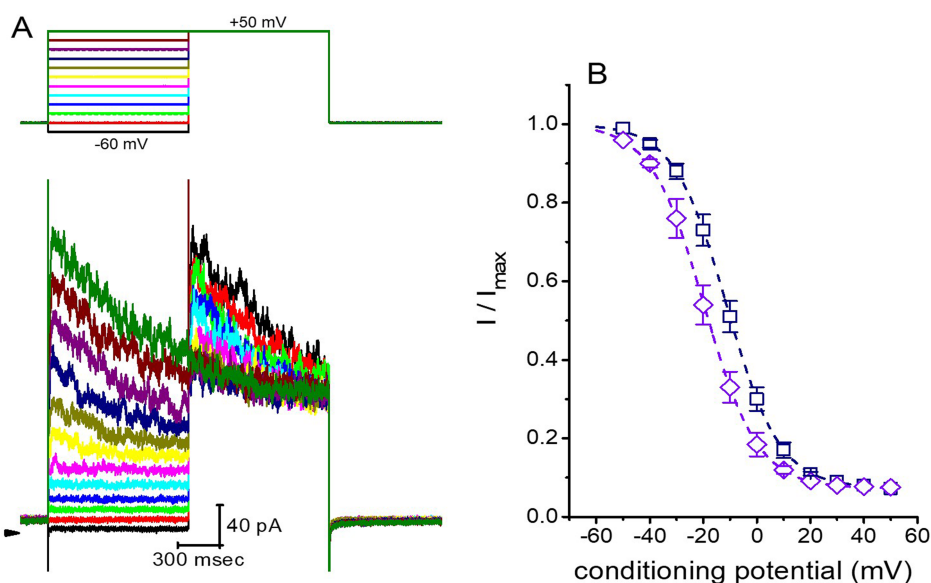 A
+50 mV
-60 mV
40 pA
300 msec
B
I / Imax
1.0
0.8
0.6
0.4
0.2
0.0
-60 -40 -20 0 20 40 60
conditioning potential (mV)